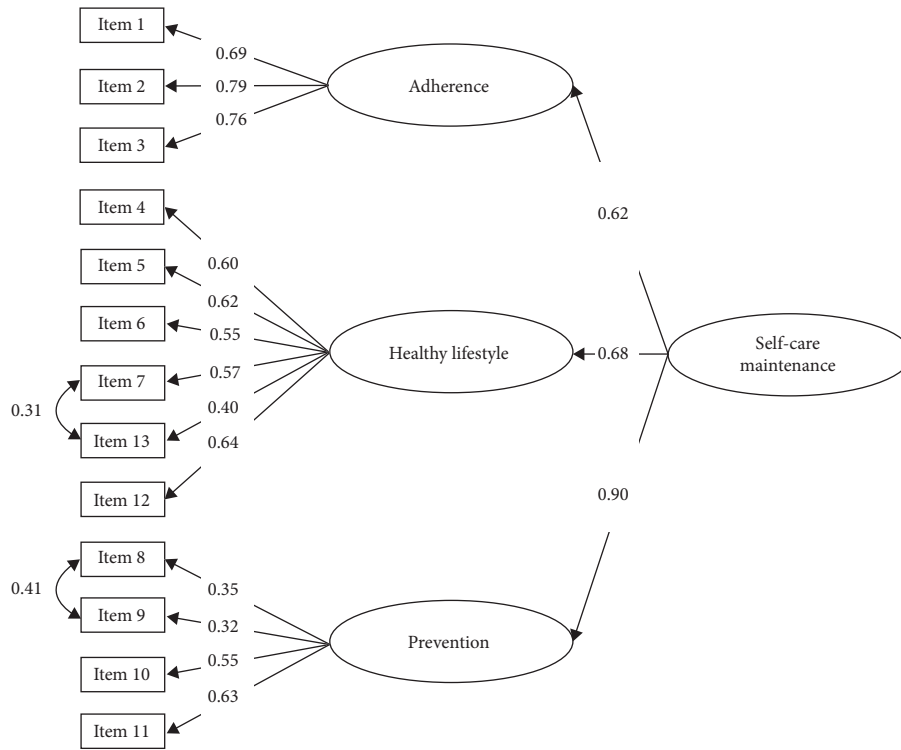 Item 1
0.69
Item 2
0.79
Adherence
Item 3
0.76
Item 4
0.62
Item 5
0.60
0.62
Item 6
0.55
Healthy lifestyle
0.68
Self-care
maintenance
Item 7
0.57
0.31
0.40
Item 13
0.64
Item 12
0.90
Item 8
0.41
0.35
Item 9
0.32
Prevention
Item 10
0.55
0.63
Item 11